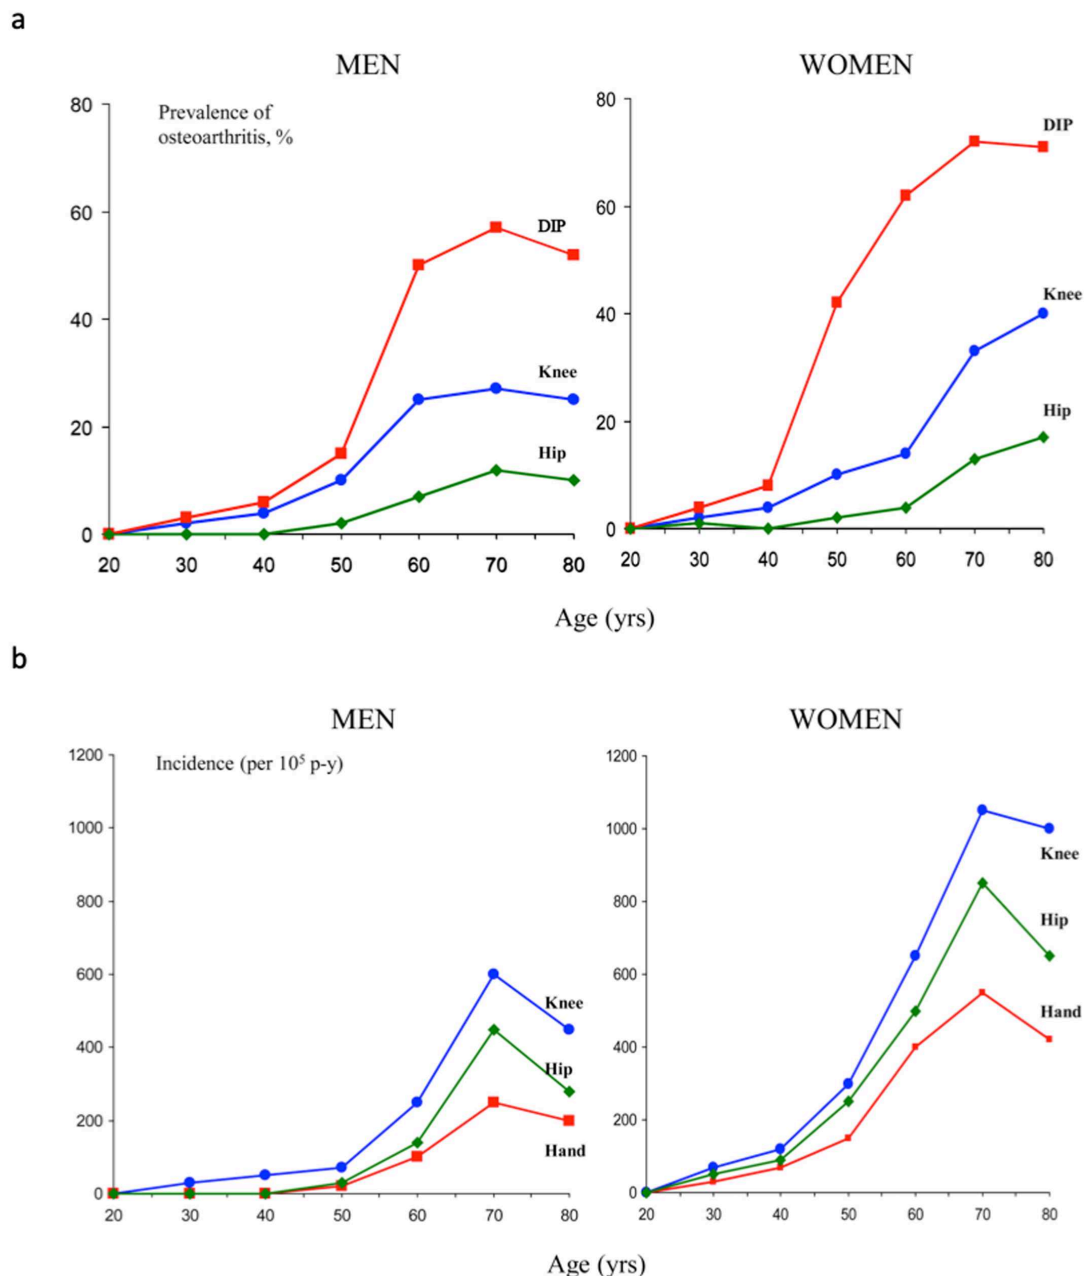 a
MEN
WOMEN
Prevalence of
osteoarthritis, %
80
60
40
20
0
DIP
Knee
Hip
20 30 40 50 60 70 80
80
60
40
20
0
DIP
Knee
Hip
20 30 40 50 60 70 80
Age (yrs)
b
MEN
WOMEN
Incidence (per 10⁵ p-y)
1200
1000
800
600
400
200
0
Knee
Hip
Hand
20 30 40 50 60 70 80
1200
1000
800
600
400
200
0
Knee
Hip
Hand
20 30 40 50 60 70 80
Age (yrs)